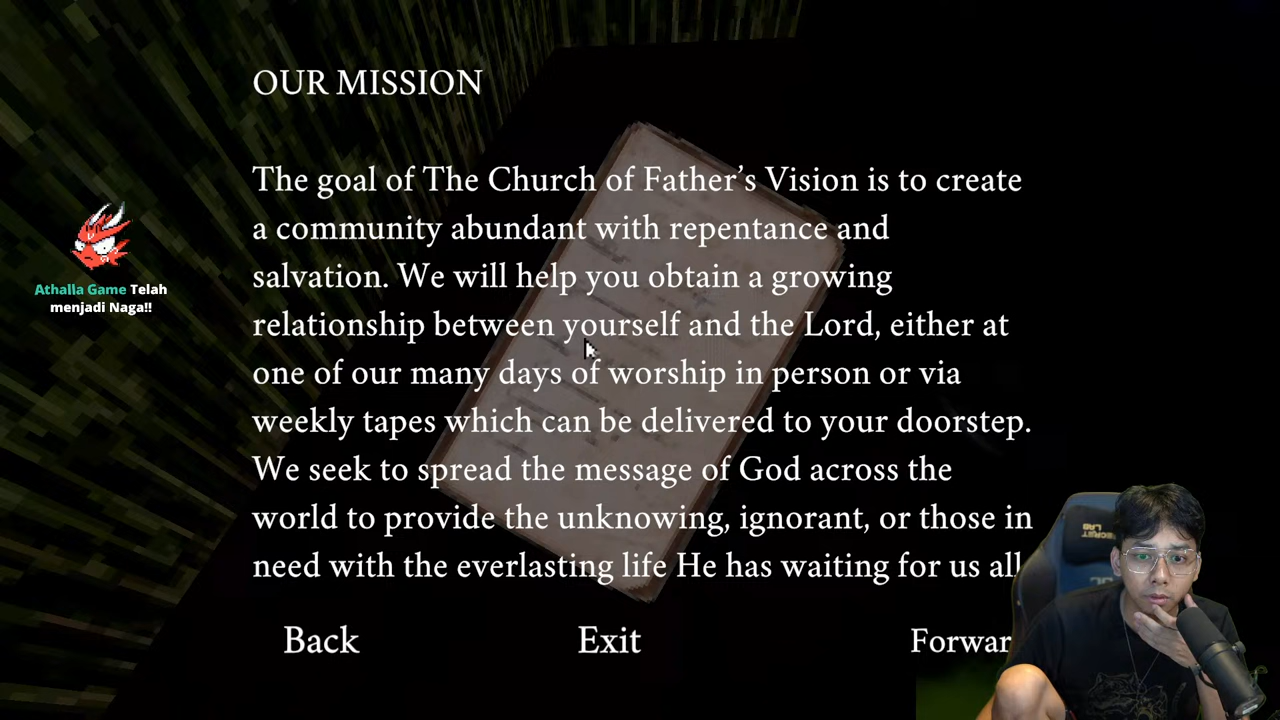 OUR MISSION
The goal of The Church of Father's Vision is to create
a community abundant with repentance and
salvation. We will help you obtain a growing
relationship between yourself and the Lord, either at
one of our many days of worship in person or via
weekly tapes which can be delivered to your doorstep.
We seek to spread the message of God across the
world to provide the unknowing, ignorant, or those in
need with the everlasting life He has waiting for us all
Athalla Game Telah
menjadi Naga!!
Back
Exit
Forwar